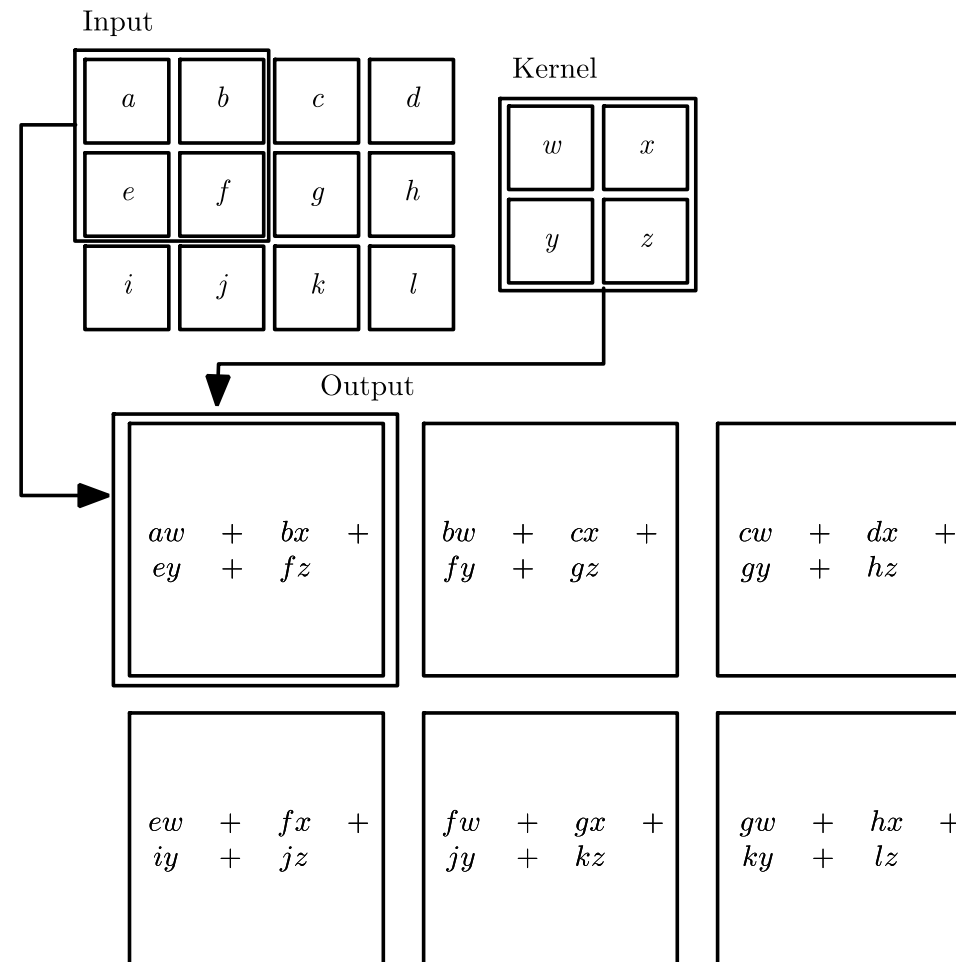 Input
Kernel
a b c d
w x
e f g h
y z
i j k l
Output
aw + bx +
ey + fz
bw + cx +
fy + gz
cw + dx +
gy + hz
ew + fx +
iy + jz
fw + gx +
jy + kz
gw + hx +
ky + lz